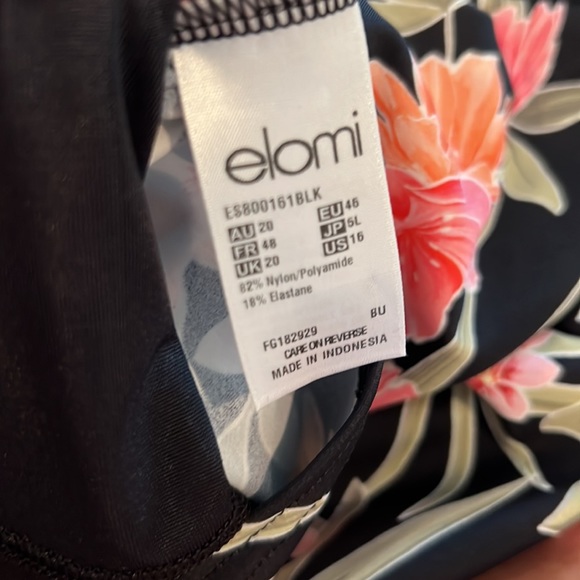 elomi
ES800161BLK
AU 20 EU 46
FR 48 JP 5L
UK 20 US 16
82% Nylon/Polyamide
18% Elastane
BU
FG182929
CARE ON REVERSE
MADE IN INDONESIA